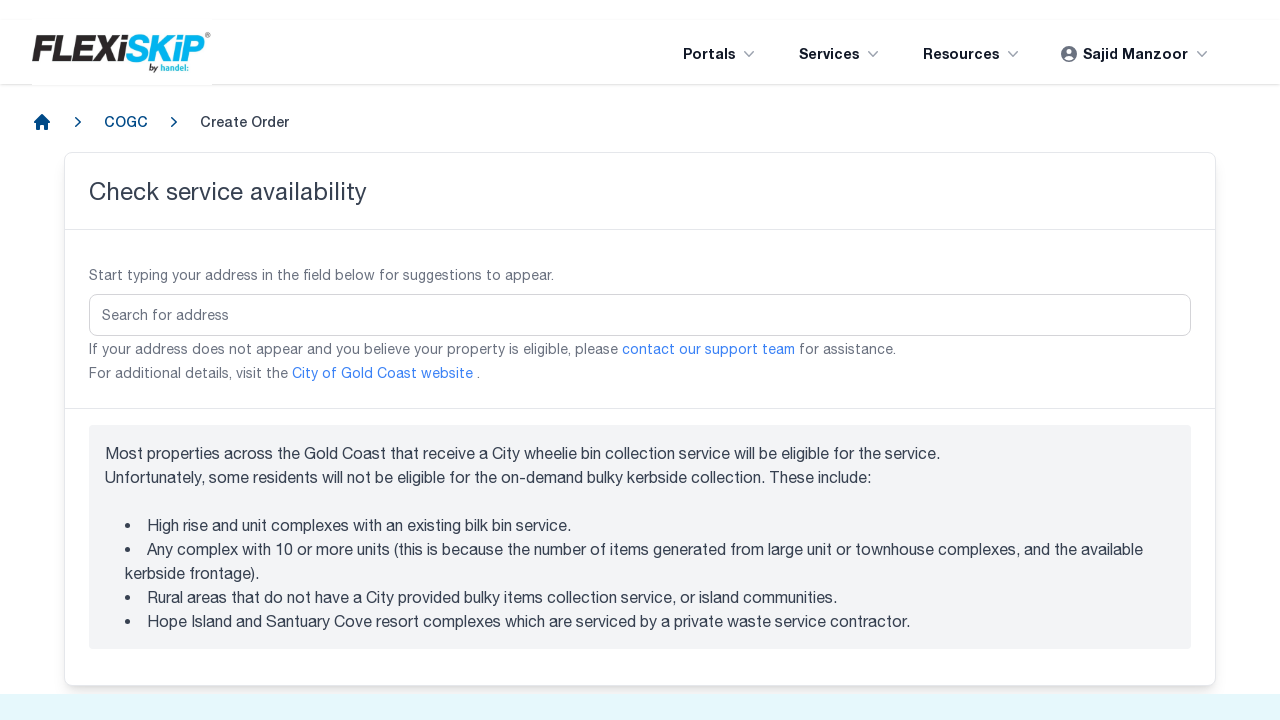 FLEXiSKiP®
by handel:
Portals
Services
Resources
Sajid Manzoor
COGC
Create Order
Check service availability
Start typing your address in the field below for suggestions to appear.
Search for address
If your address does not appear and you believe your property is eligible, please contact our support team for assistance.
For additional details, visit the City of Gold Coast website .
Most properties across the Gold Coast that receive a City wheelie bin collection service will be eligible for the service.
Unfortunately, some residents will not be eligible for the on-demand bulky kerbside collection. These include:
• High rise and unit complexes with an existing bilk bin service.
• Any complex with 10 or more units (this is because the number of items generated from large unit or townhouse complexes, and the available
kerbside frontage).
• Rural areas that do not have a City provided bulky items collection service, or island communities.
• Hope Island and Santuary Cove resort complexes which are serviced by a private waste service contractor.